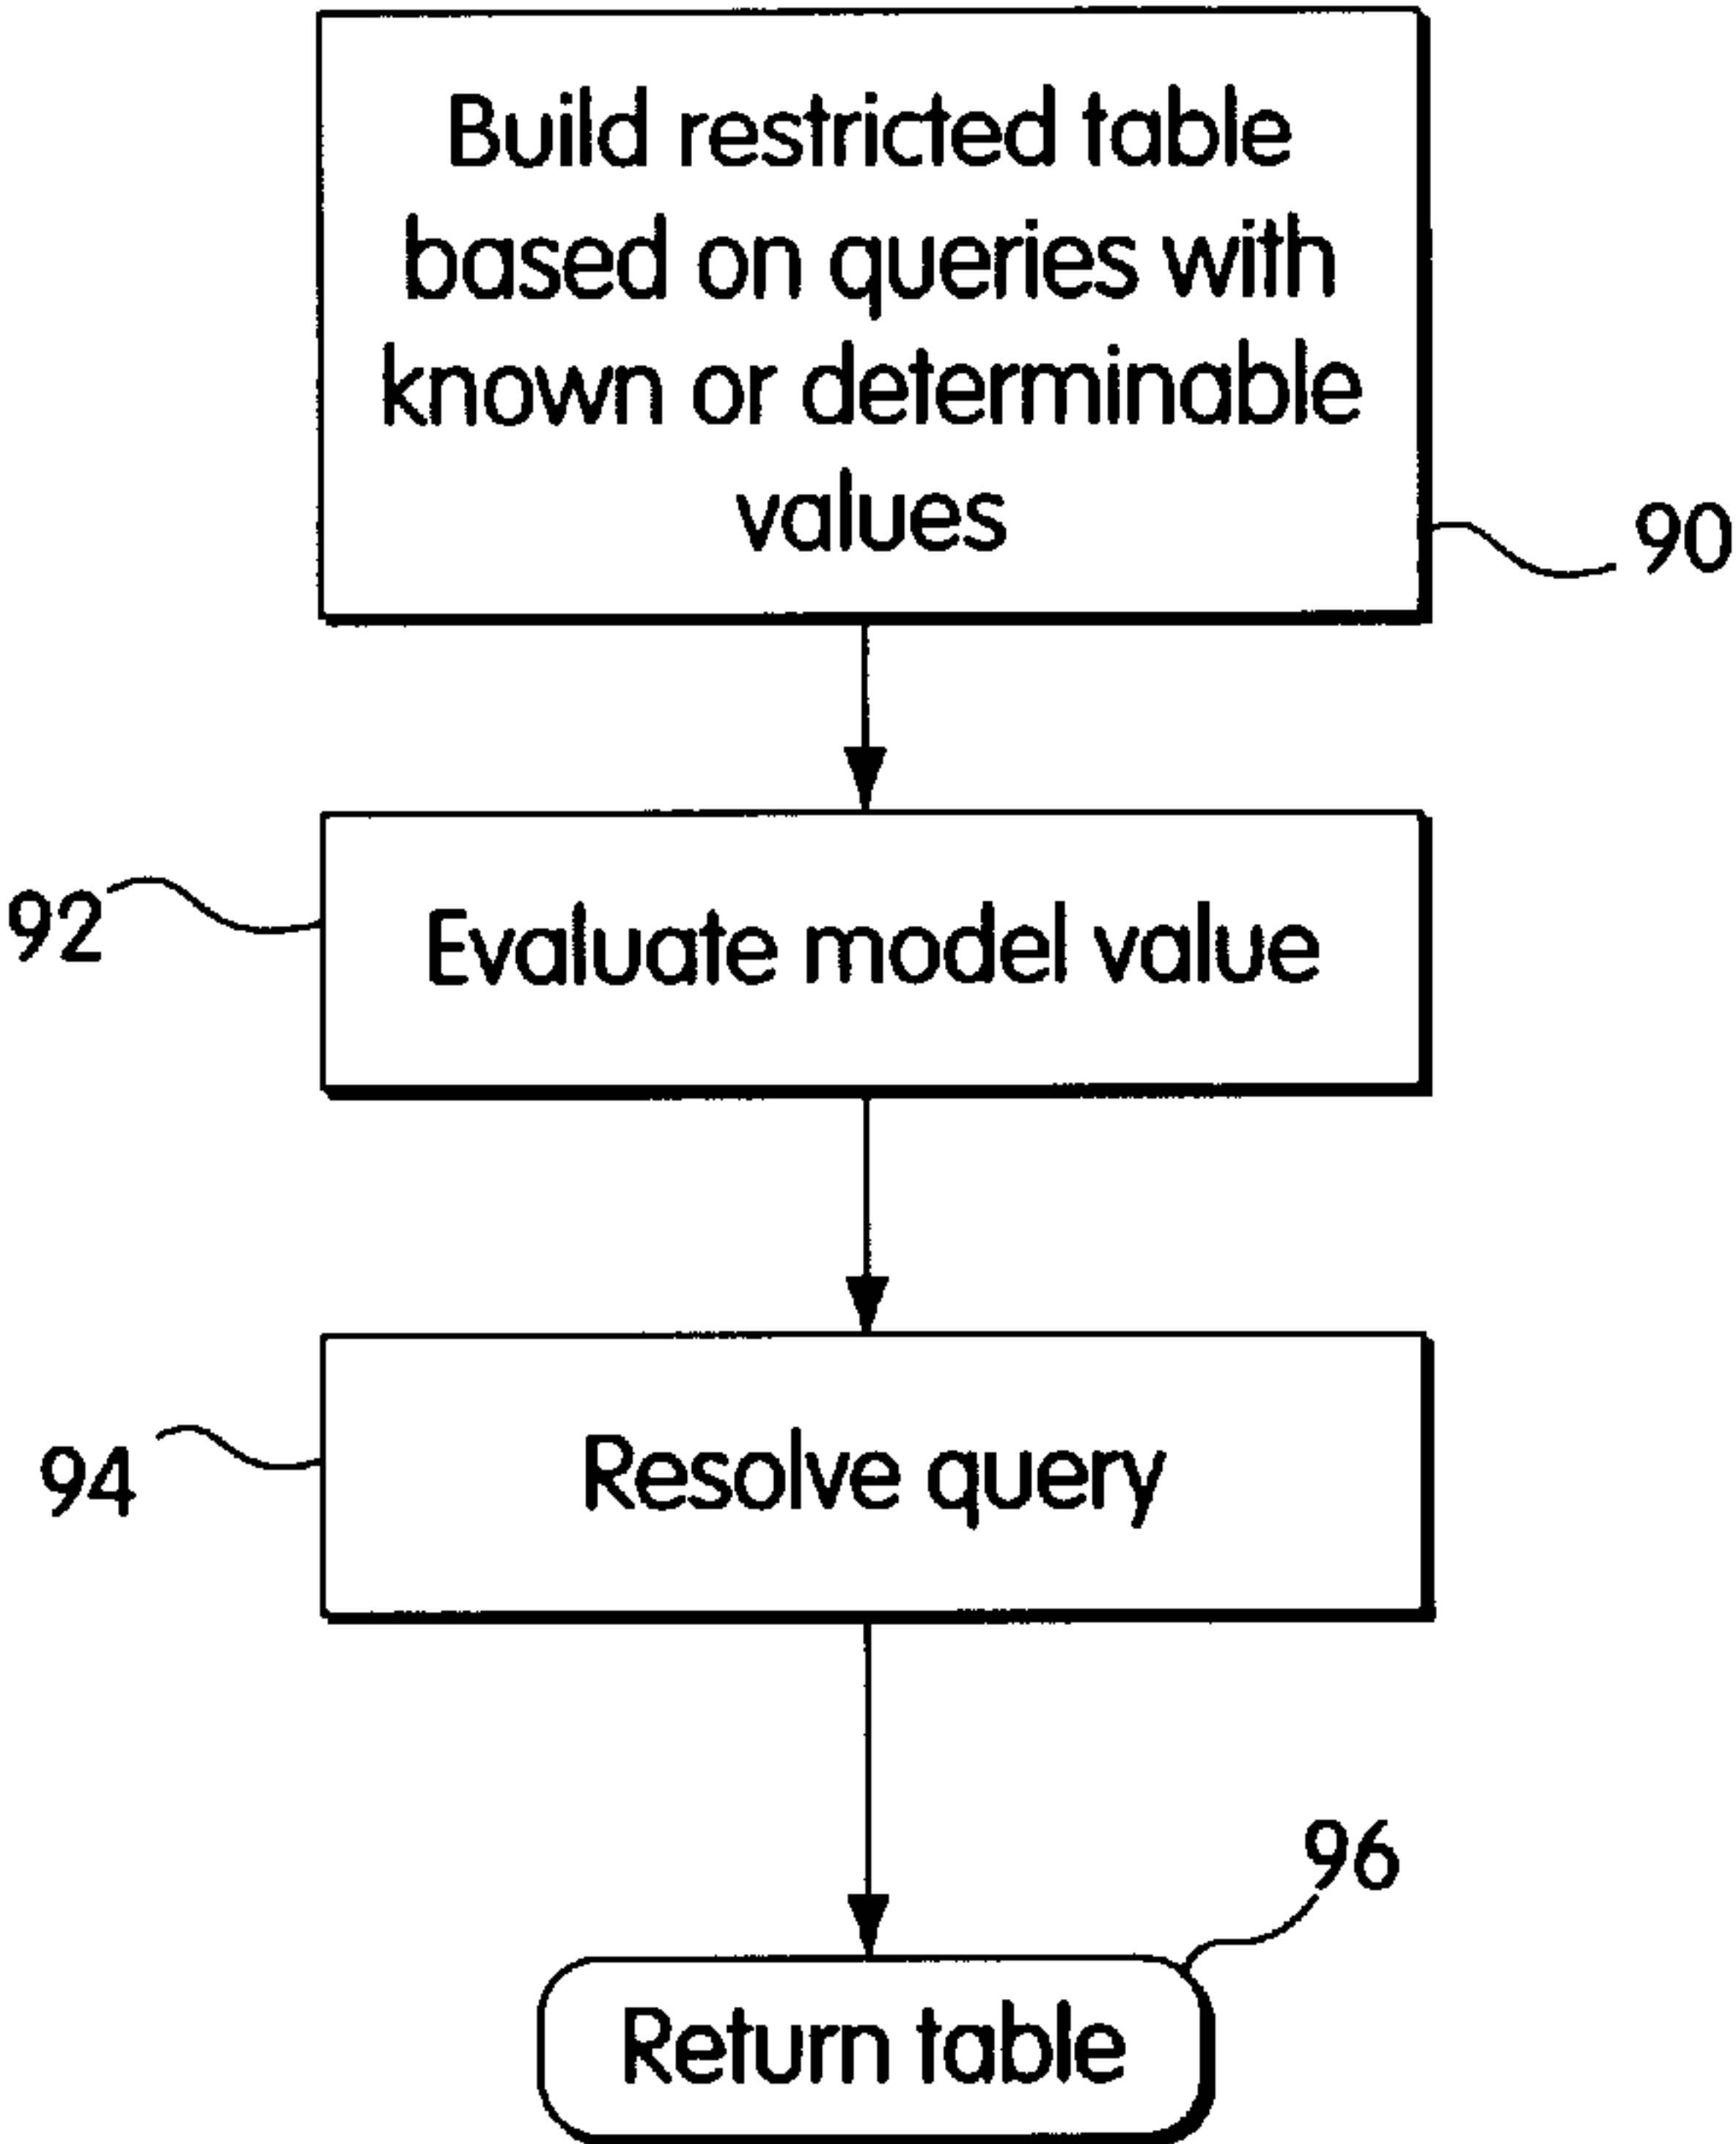 Build restricted table
based on queries with
known or determinable
values
90
92
Evaluate model value
94
Resolve query
96
Return table